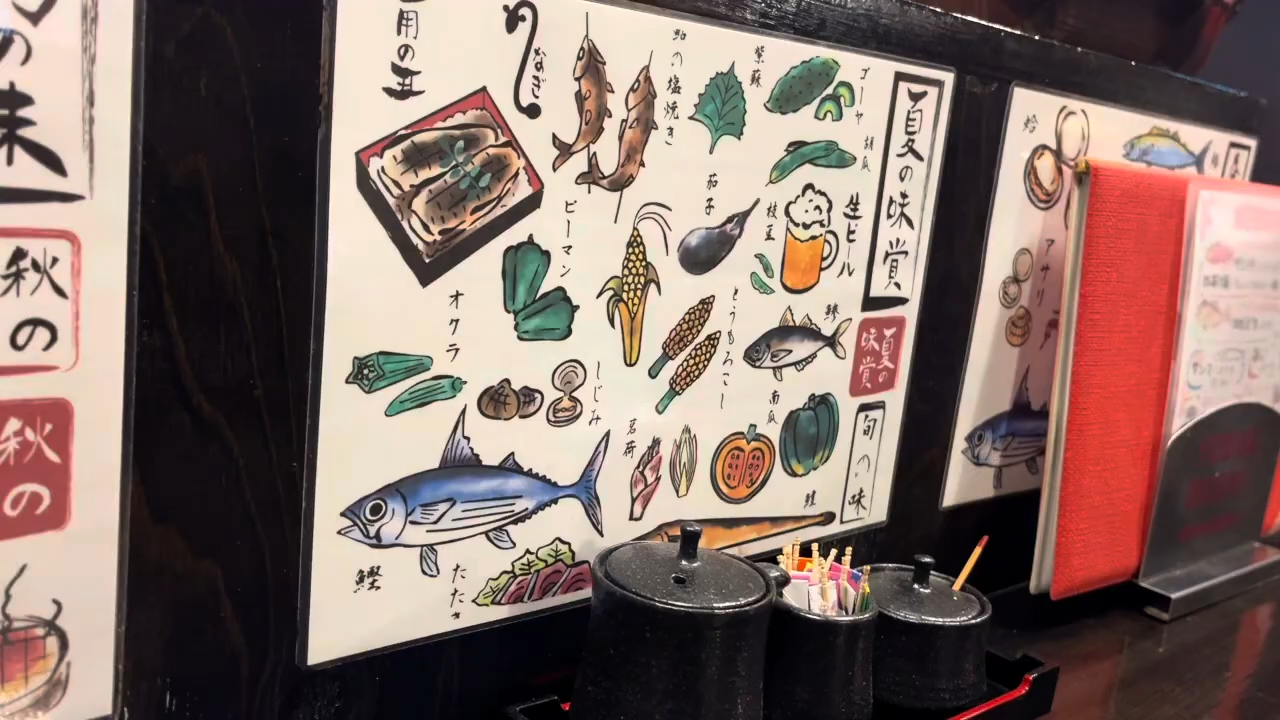 の味
秋の
秋の
用の丑
うなぎ
鮎の塩焼き
紫蘇
ゴーヤ
胡瓜
夏の味覚
生ビール
枝豆
茄子
ピーマン
オクラ
とうもろこし
鯵
夏の味覚
しじみ
茗荷
南瓜
旬の味
鰹
たたき
蛤
アサリ